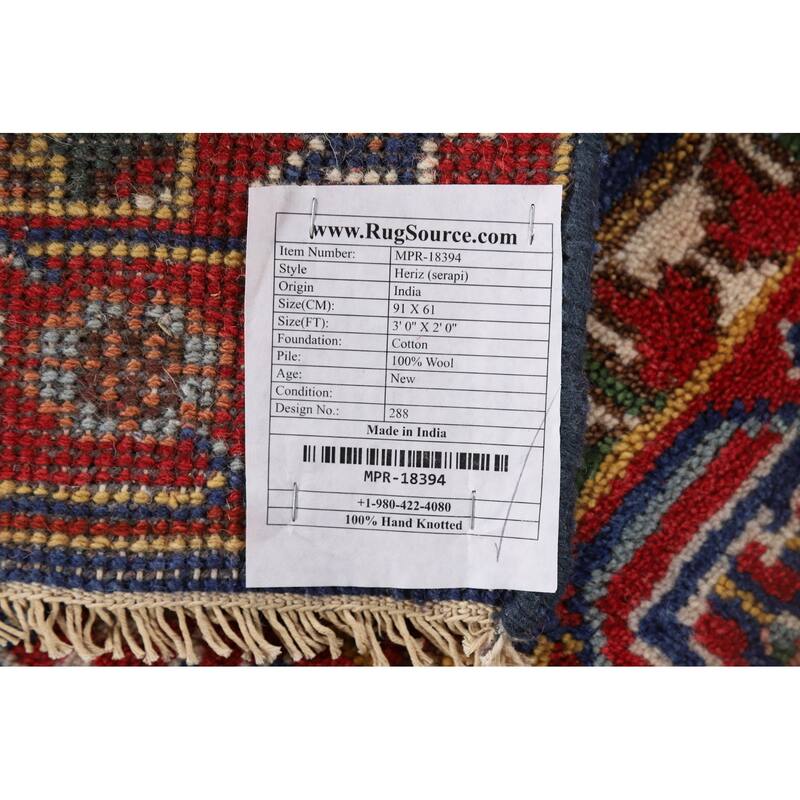 www.RugSource.com
Item Number: MPR-18394
Style Heriz (serapi)
Origin India
Size(CM): 91 X 61
Size(FT): 3' 0" X 2' 0"
Foundation: Cotton
Pile: 100% Wool
Age: New
Condition:
Design No.: 288
Made in India
MPR-18394
+1-980-422-4080
100% Hand Knotted